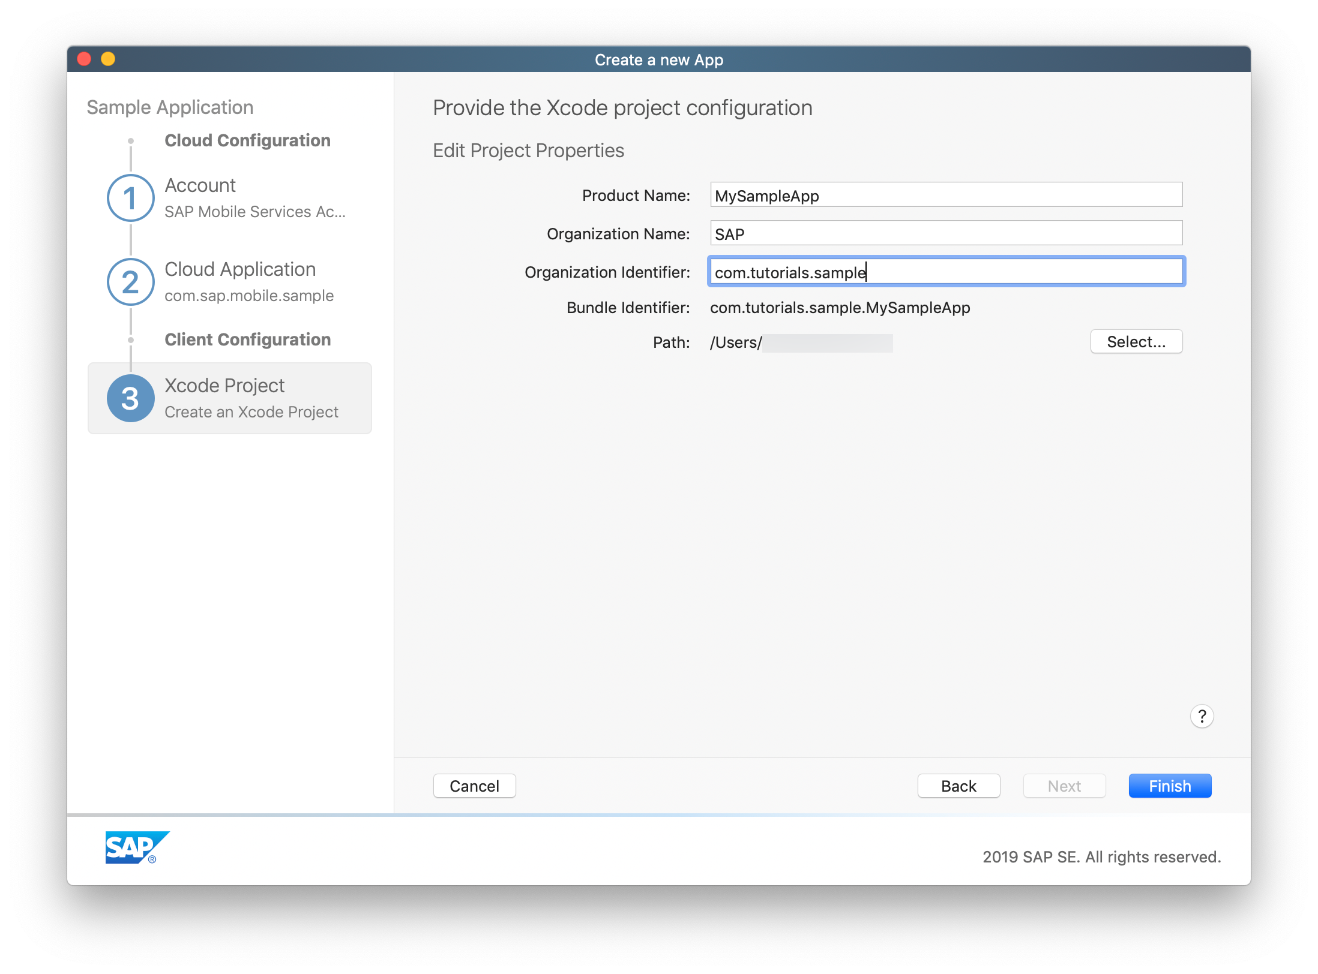 Create a new App
Sample Application
Cloud Configuration
1
Account
SAP Mobile Services Ac...
2
Cloud Application
com.sap.mobile.sample
Client Configuration
3
Xcode Project
Create an Xcode Project
Provide the Xcode project configuration
Edit Project Properties
Product Name: MySampleApp
Organization Name: SAP
Organization Identifier: com.tutorials.sample
Bundle Identifier: com.tutorials.sample.MySampleApp
Path: /Users/ Select...
?
Cancel Back Next Finish
SAP®
2019 SAP SE. All rights reserved.